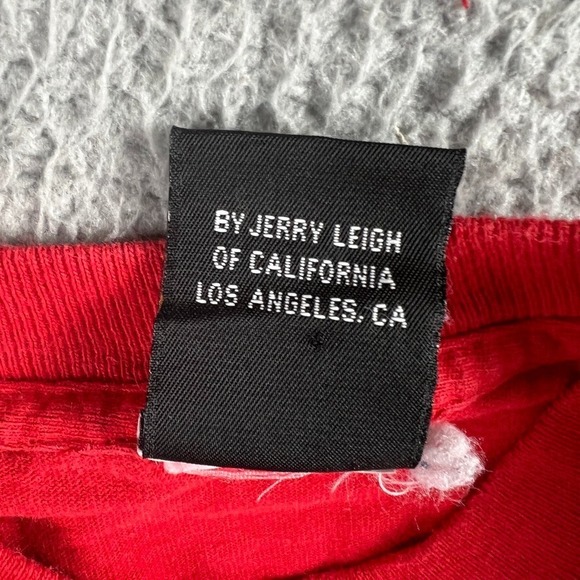 BY JERRY LEIGH
OF CALIFORNIA
LOS ANGELES, CA